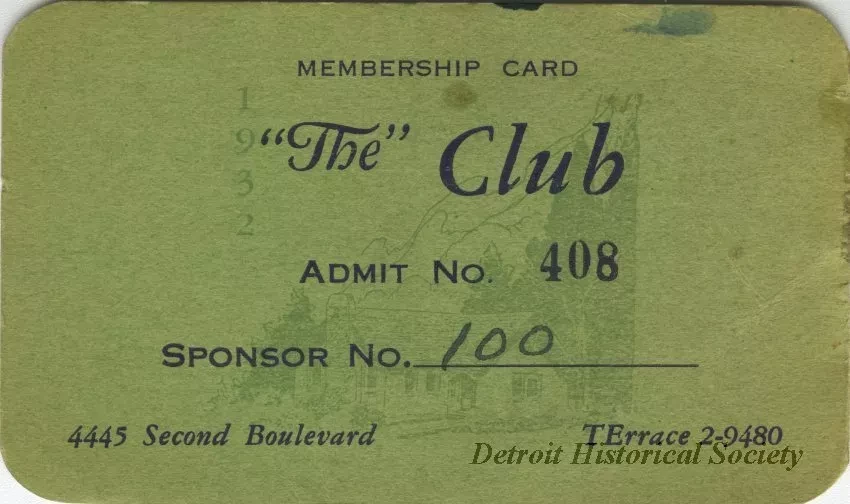 MEMBERSHIP CARD
1
9
3
2
"The" Club
ADMIT NO. 408
SPONSOR NO. 100
4445 Second Boulevard TErrace 2-9480
Detroit Historical Society